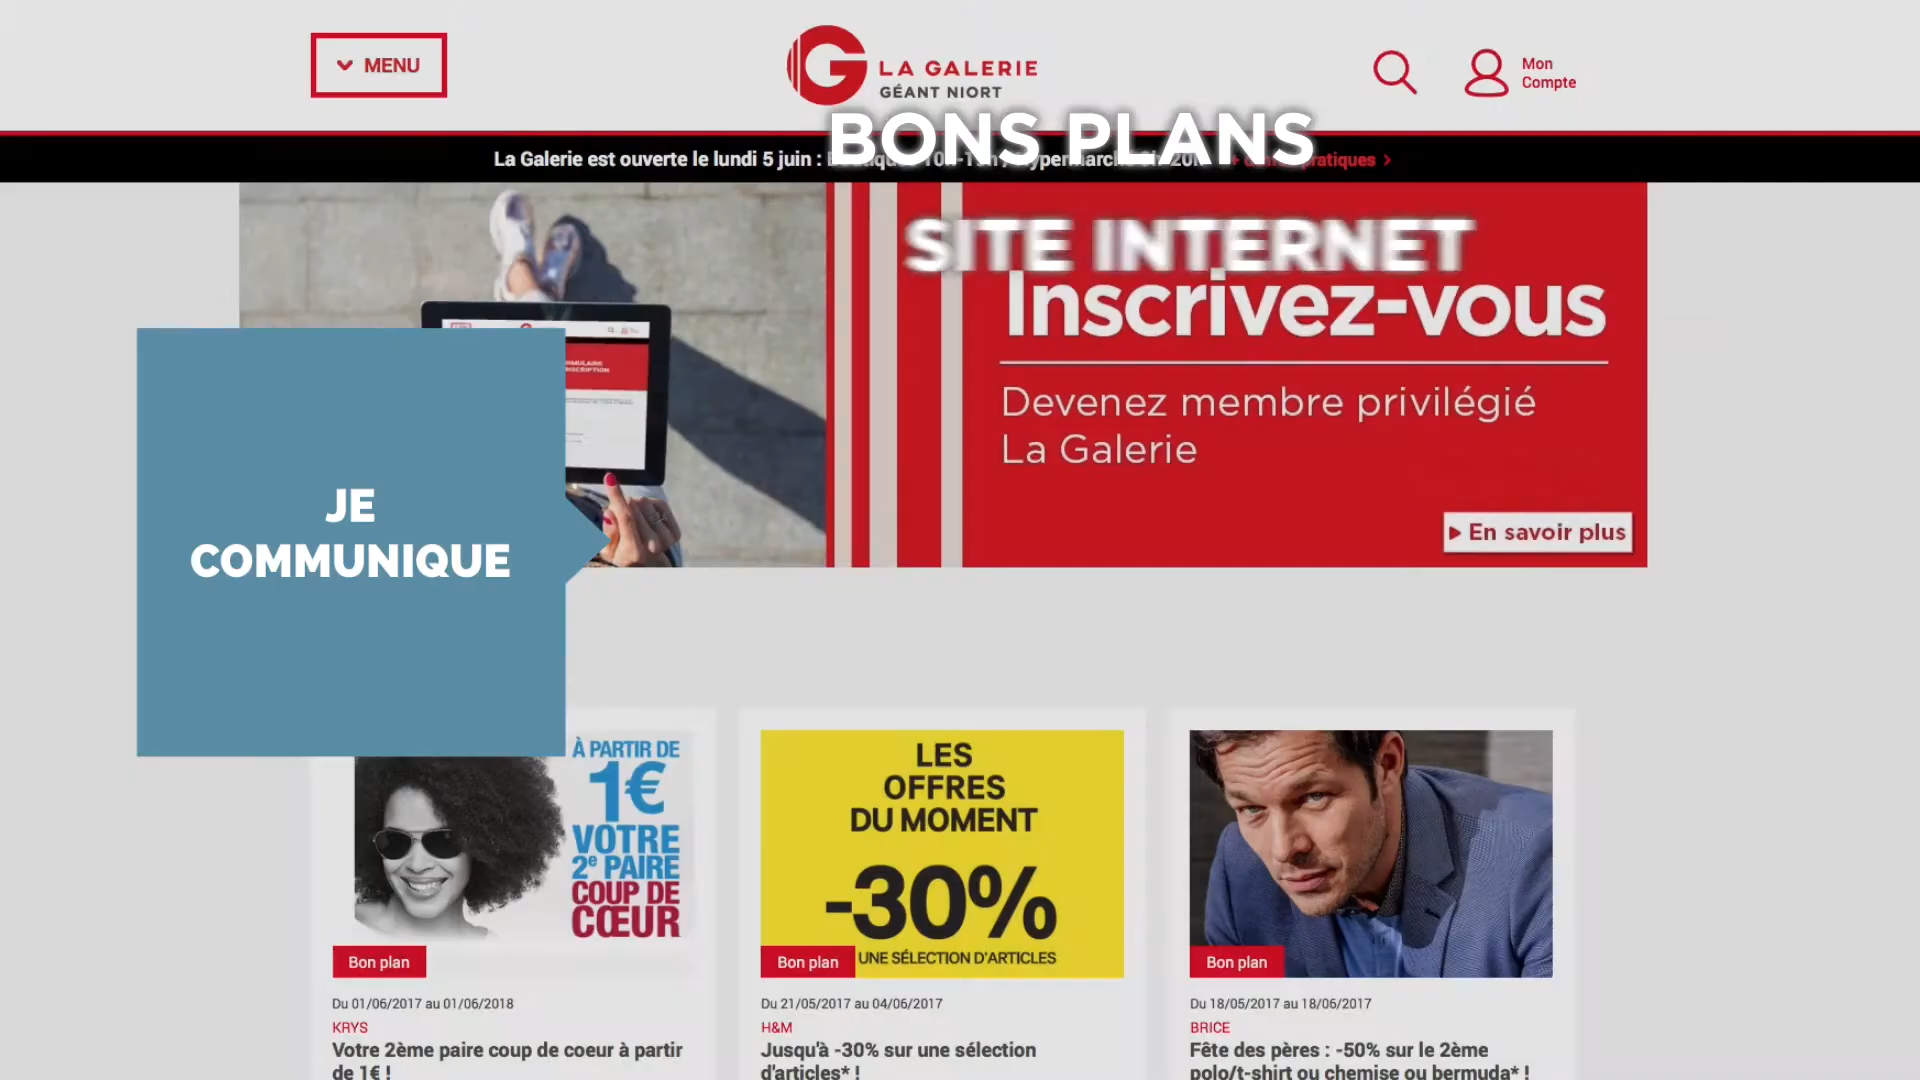 MENU
LA GALERIE
GÉANT NIORT
Mon
Compte
BONS PLANS
La Galerie est ouverte le lundi 5 juin :
pratiques >
SITE INTERNET
Inscrivez-vous
Devenez membre privilégié
La Galerie
En savoir plus
JE
COMMUNIQUE
À PARTIR DE
1€
VOTRE
2e PAIRE
COUP DE
CŒUR
Bon plan
Du 01/06/2017 au 01/06/2018
KRYS
Votre 2ème paire coup de coeur à partir
de 1€ !
LES
OFFRES
DU MOMENT
-30%
UNE SÉLECTION D'ARTICLES
Bon plan
Du 21/05/2017 au 04/06/2017
H&M
Jusqu'à -30% sur une sélection
d'articles* !
Bon plan
Du 18/05/2017 au 18/06/2017
BRICE
Fête des pères : -50% sur le 2ème
polo/t-shirt ou chemise ou bermuda* !